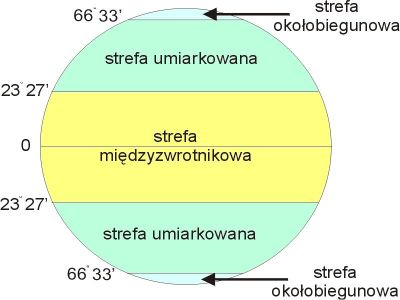 66°33’
strefa
okołobiegunowa
strefa umiarkowana
23°27’
strefa
międzyzwrotnikowa
0
23°27’
strefa umiarkowana
66°33’
strefa
okołobiegunowa